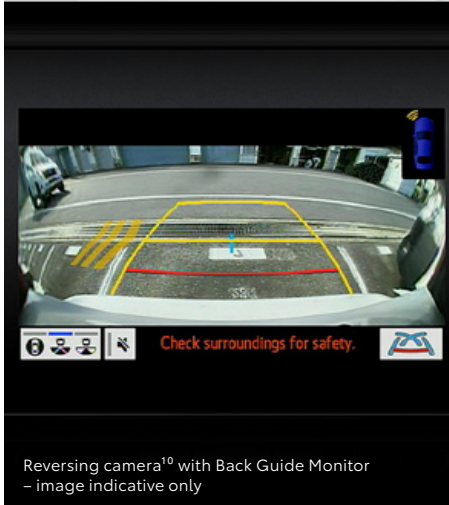 Check surroundings for safety.
Reversing camera¹⁰ with Back Guide Monitor
– image indicative only